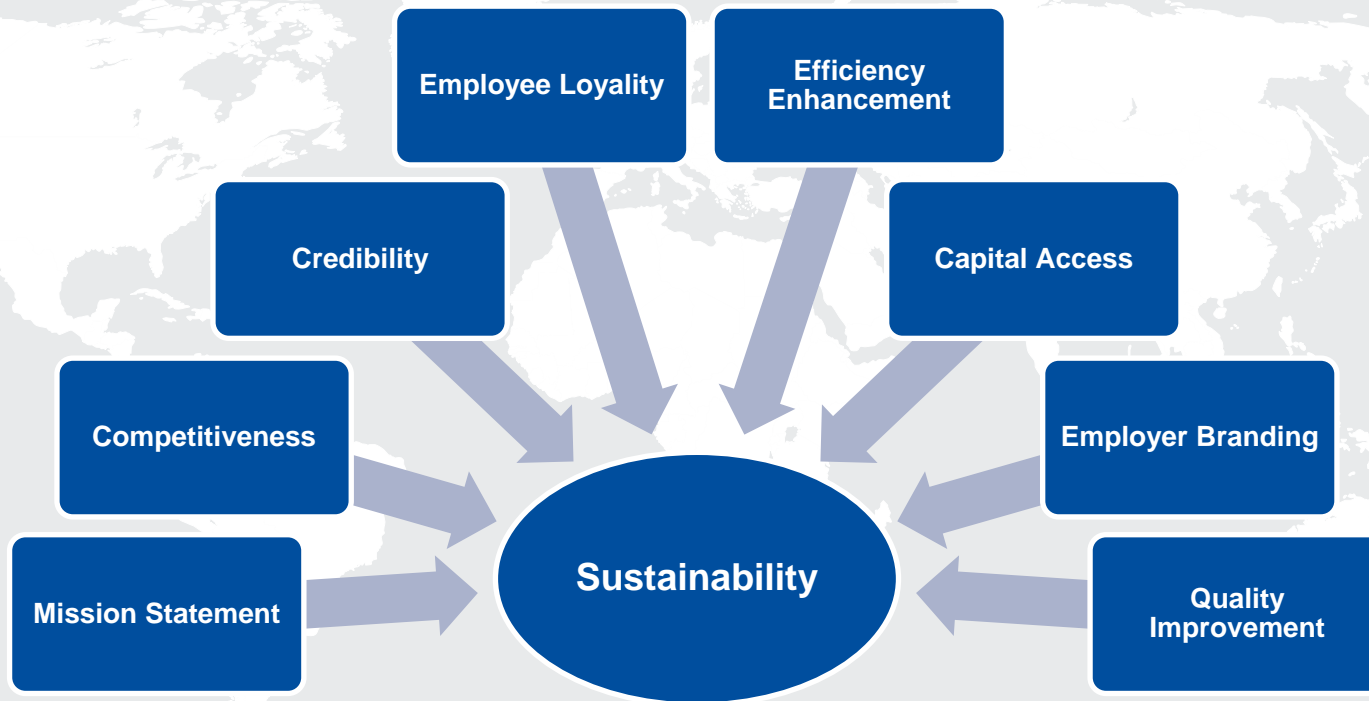 Employee Loyality
Efficiency
Enhancement
Credibility
Capital Access
Competitiveness
Employer Branding
Mission Statement
Sustainability
Quality
Improvement